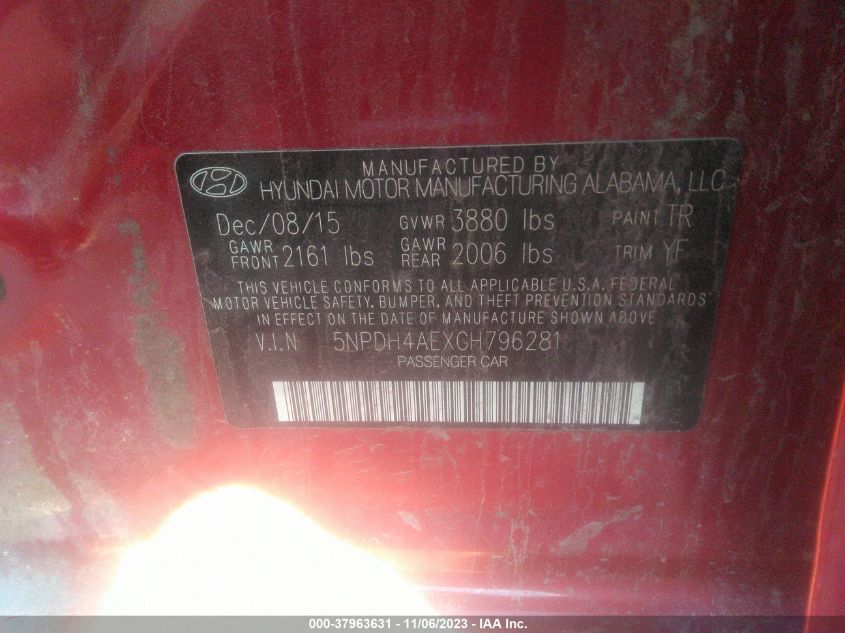 MANUFACTURED BY
HYUNDAI MOTOR MANUFACTURING ALABAMA, LLC
Dec/08/15 GVWR 3880 lbs PAINT TR
GAWR FRONT 2161 lbs GAWR REAR 2006 lbs TRIM YF
THIS VEHICLE CONFORMS TO ALL APPLICABLE U.S.A. FEDERAL
MOTOR VEHICLE SAFETY, BUMPER, AND THEFT PREVENTION STANDARDS
IN EFFECT ON THE DATE OF MANUFACTURE SHOWN ABOVE
V.I.N 5NPDH4AEXGH796281
PASSENGER CAR
000-37963631 - 11/06/2023 - IAA Inc.